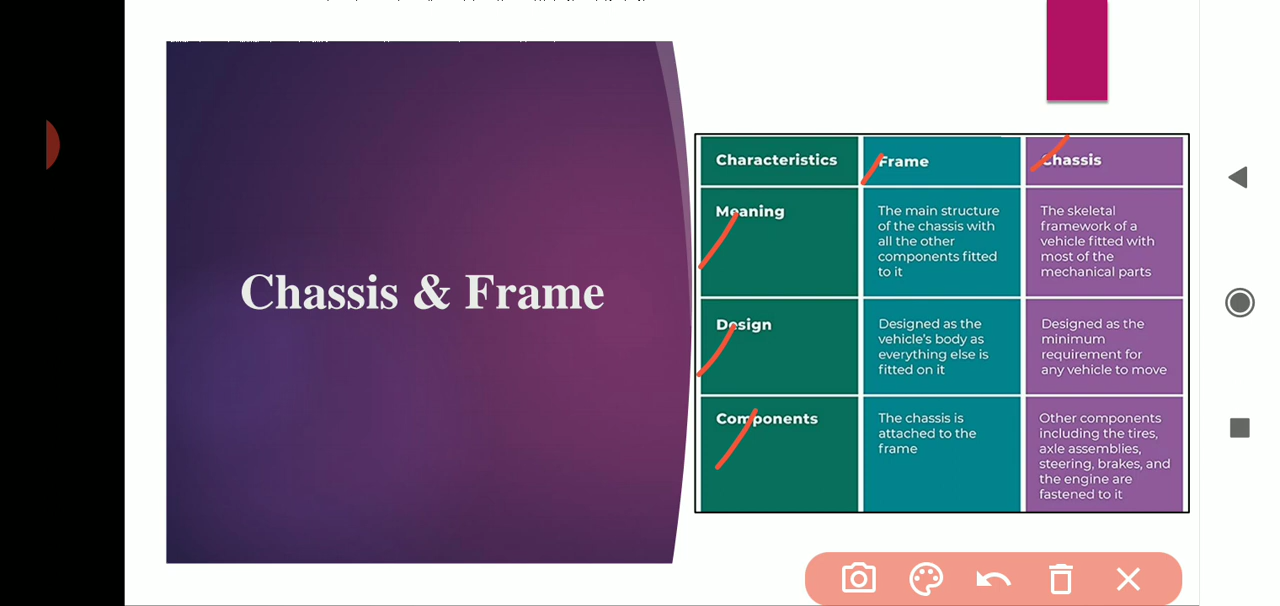 Chassis & Frame
Characteristics
Frame
Chassis
Meaning
The main structure
of the chassis with
all the other
components fitted
to it
The skeletal
framework of a
vehicle fitted with
most of the
mechanical parts
Design
Designed as the
vehicle's body as
everything else is
fitted on it
Designed as the
minimum
requirement for
any vehicle to move
Components
The chassis is
attached to the
frame
Other components
including the tires,
axle assemblies,
steering, brakes, and
the engine are
fastened to it